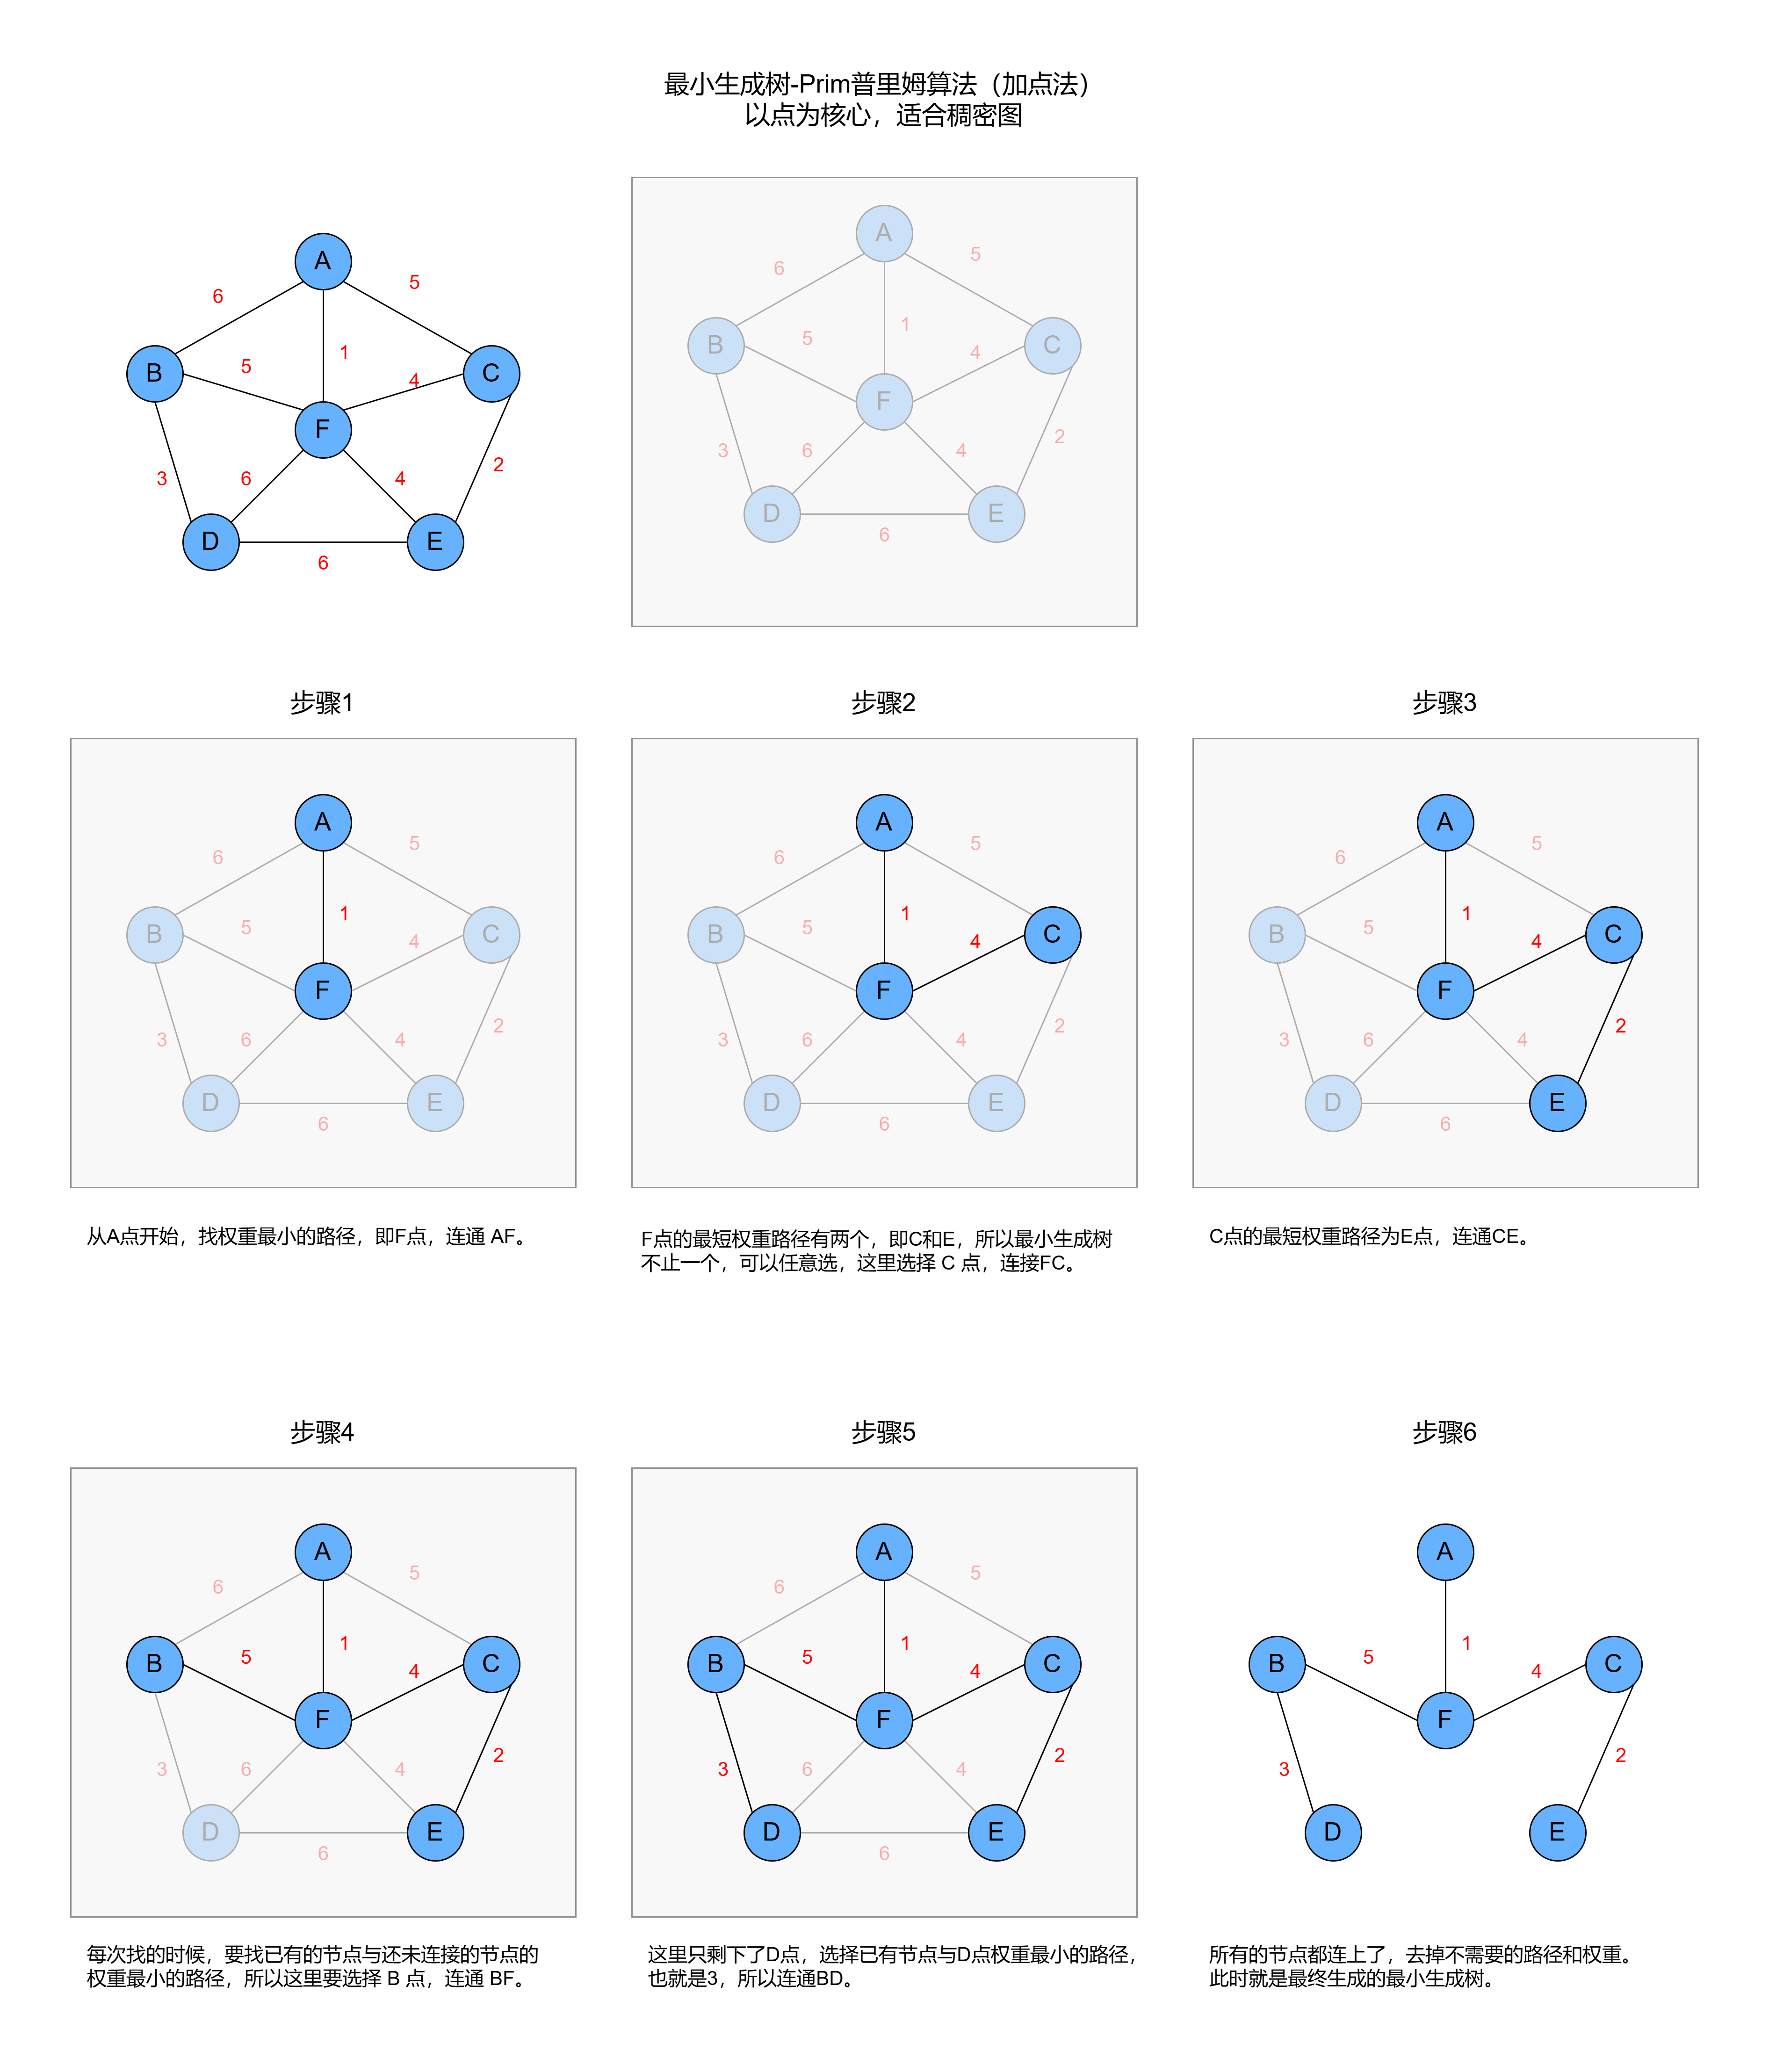 最小生成树-Prim普里姆算法（加点法）
以点为核心，适合稠密图
A
6
5
B
5
1
4
C
F
3
6
4
2
D
E
6
A
6
5
B
5
1
4
C
F
3
6
4
2
D
E
6
步骤1
步骤2
步骤3
A
6
5
B
5
1
4
C
F
3
6
4
2
D
E
6
A
6
5
B
5
1
4
C
F
3
6
4
2
D
E
6
A
6
5
B
5
1
4
C
F
3
6
4
2
D
E
6
从A点开始，找权重最小的路径，即F点，连通 AF。
F点的最短权重路径有两个，即C和E，所以最小生成树
不止一个，可以任意选，这里选择 C 点，连接FC。
C点的最短权重路径为E点，连通CE。
步骤4
步骤5
步骤6
A
6
5
B
5
1
4
C
F
3
6
4
2
D
E
6
A
6
5
B
5
1
4
C
F
3
6
4
2
D
E
6
A
B
5
1
4
C
F
3
2
D
E
每次找的时候，要找已有的节点与还未连接的节点的
权重最小的路径，所以这里要选择 B 点，连通 BF。
这里只剩下了D点，选择已有节点与D点权重最小的路径，
也就是3，所以连通BD。
所有的节点都连上了，去掉不需要的路径和权重。
此时就是最终生成的最小生成树。